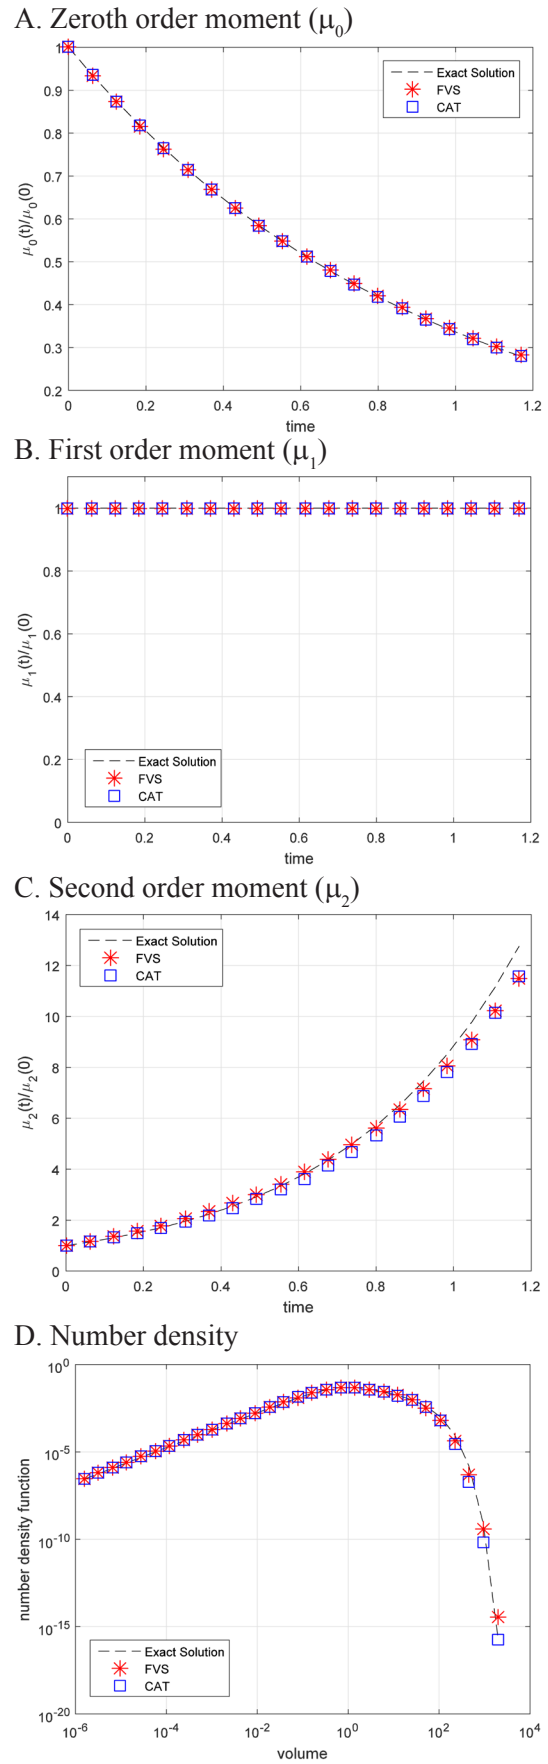 A. Zeroth order moment (μ0)
1
0.9
0.8
0.7
0.6
0.5
0.4
0.3
0.2
μ0(t)/μ0(0)
Exact Solution
FVS
CAT
0 0.2 0.4 0.6 0.8 1 1.2
time
B. First order moment (μ1)
1
0.8
0.6
0.4
0.2
0
μ1(t)/μ1(0)
Exact Solution
FVS
CAT
0 0.2 0.4 0.6 0.8 1 1.2
time
C. Second order moment (μ2)
14
12
10
8
6
4
2
0
μ2(t)/μ2(0)
Exact Solution
FVS
CAT
0 0.2 0.4 0.6 0.8 1 1.2
time
D. Number density
10^0
10^-5
10^-10
10^-15
10^-20
number density function
Exact Solution
FVS
CAT
10^-6 10^-4 10^-2 10^0 10^2 10^4
volume